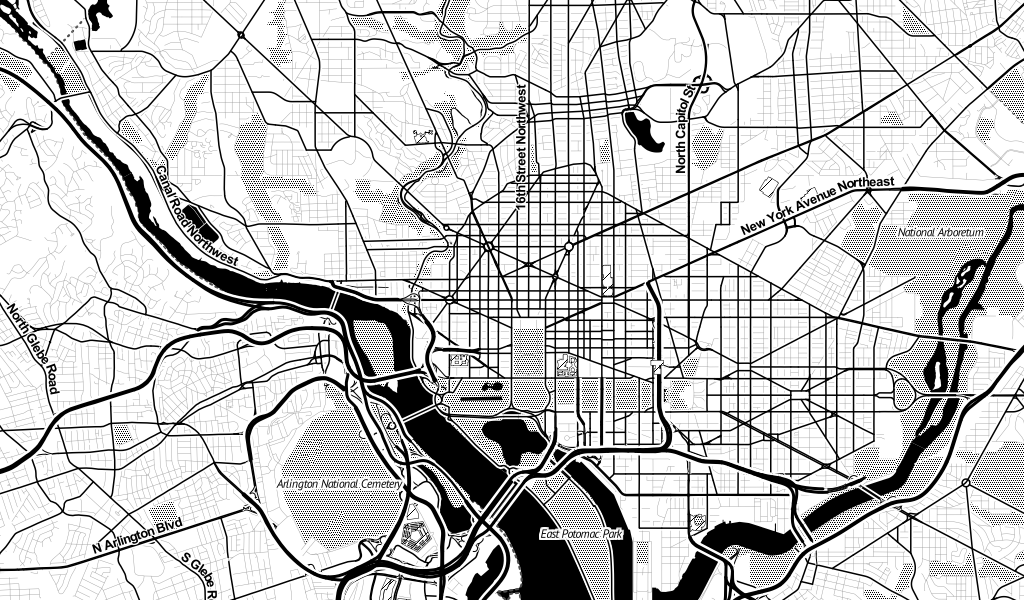 16th Street Northwest
North Capitol St
Canal Road Northwest
New York Avenue Northeast
National Arboretum
North Glebe Road
Arlington National Cemetery
N Arlington Blvd
East Potomac Park
S Glebe R